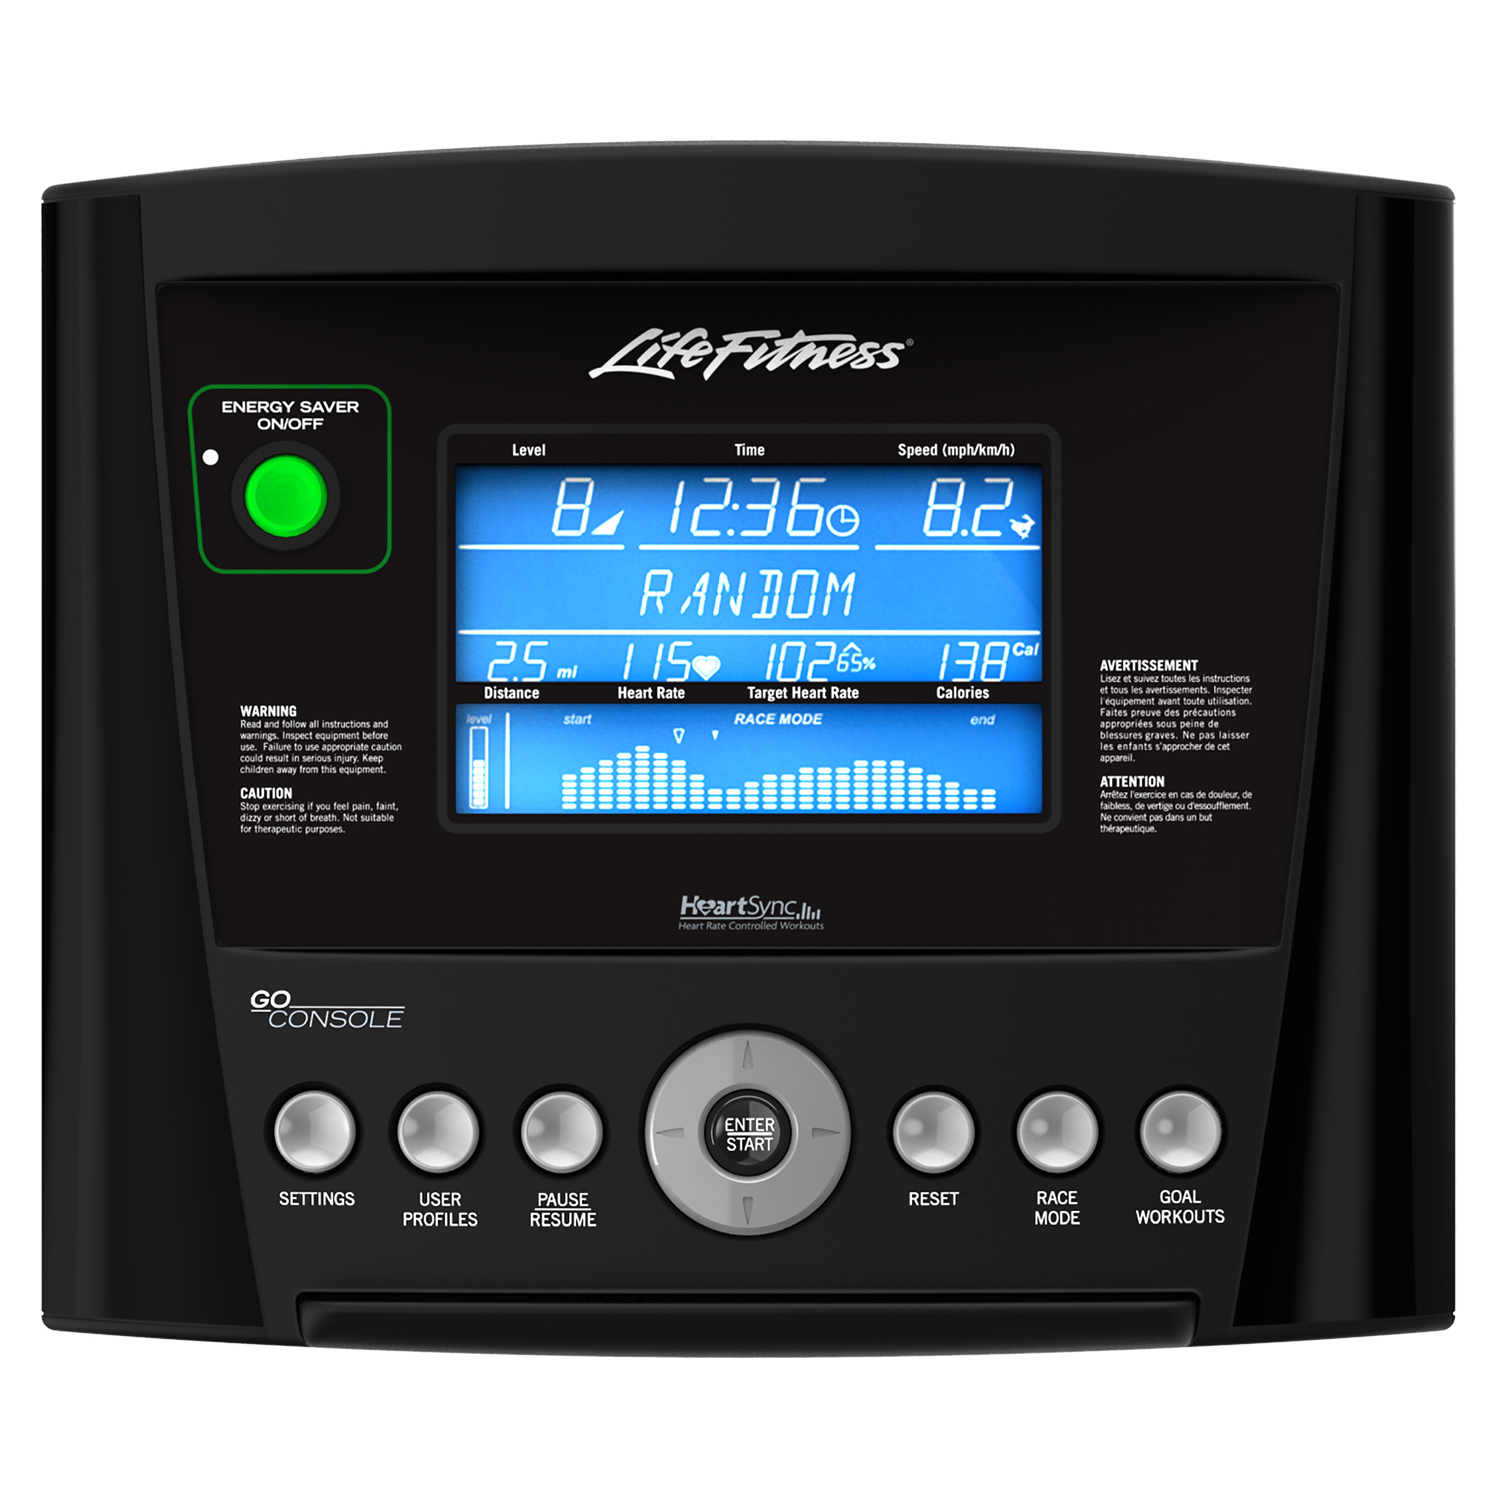 LifeFitness®
ENERGY SAVER
ON/OFF
Level Time Speed (mph/km/h)
8 12:36 8.2
RANDOM
2.5 mi 115 102 65% 138 Cal
Distance Heart Rate Target Heart Rate Calories
level start RACE MODE end
WARNING
Read and follow all instructions and
warnings. Inspect equipment before
use. Failure to use appropriate caution
could result in serious injury. Keep
children away from this equipment.
CAUTION
Stop exercising if you feel pain, faint,
dizzy or short of breath. Not suitable
for therapeutic purposes.
AVERTISSEMENT
Lisez et suivez toutes les instructions
et tous les avertissements. Inspecter
l'équipement avant toute utilisation.
Faites preuve des précautions
appropriées sous peine de
blessures graves. Ne pas laisser
les enfants s'approcher de cet
appareil.
ATTENTION
Arrêtez l'exercice en cas de douleur, de
faibless, de vertige ou d'essoufflement.
Ne convient pas dans un but
thérapeutique.
HeartSync
Heart Rate Controlled Workouts
GO
CONSOLE
ENTER
START
SETTINGS
USER
PROFILES
PAUSE
RESUME
RESET
RACE
MODE
GOAL
WORKOUTS